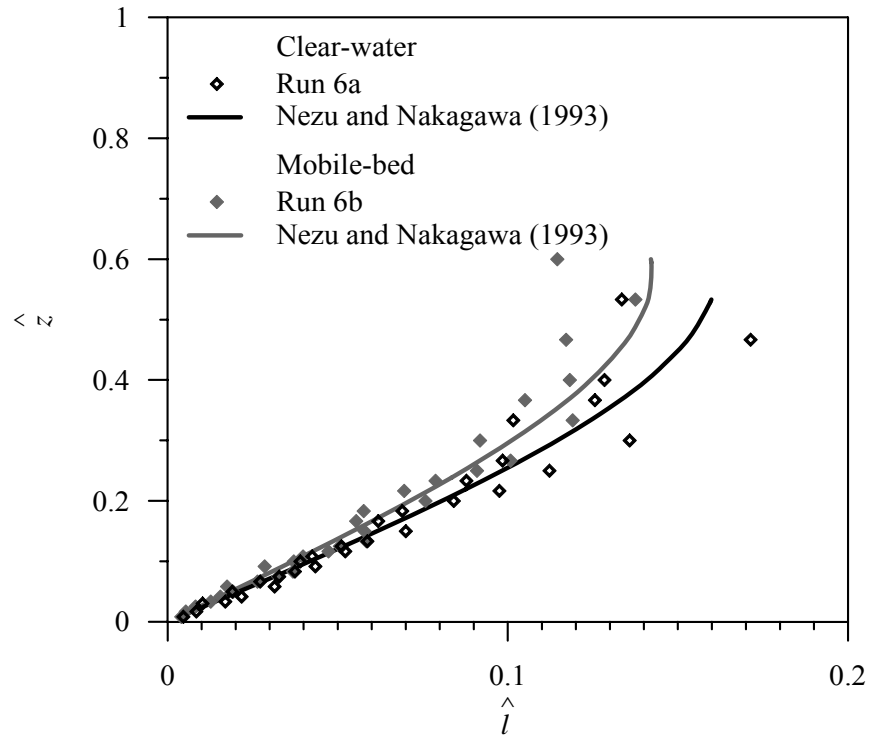 1
0.8
0.6
0.4
0.2
0
ẑ
Clear-water
Run 6a
Nezu and Nakagawa (1993)
Mobile-bed
Run 6b
Nezu and Nakagawa (1993)
0 0.1 0.2
l̂